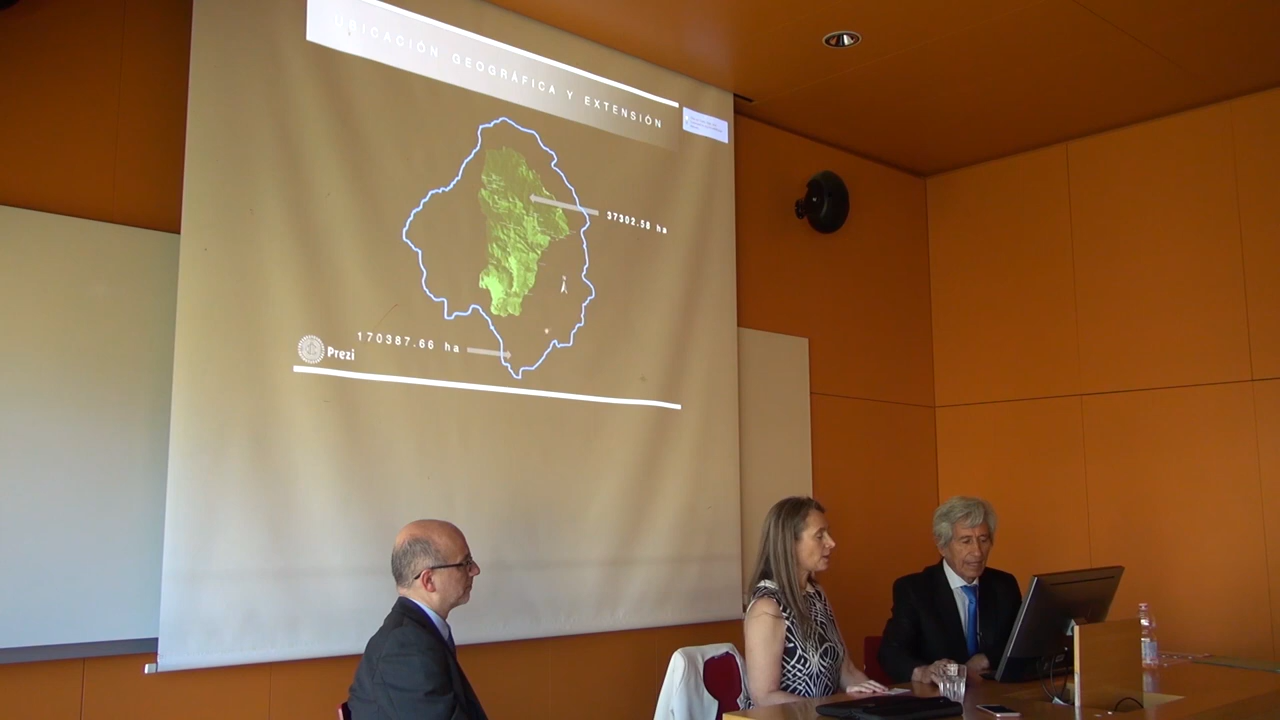 UBICACIÓN GEOGRÁFICA Y EXTENSIÓN
37302.58 ha
N
170387.66 ha
Prezi